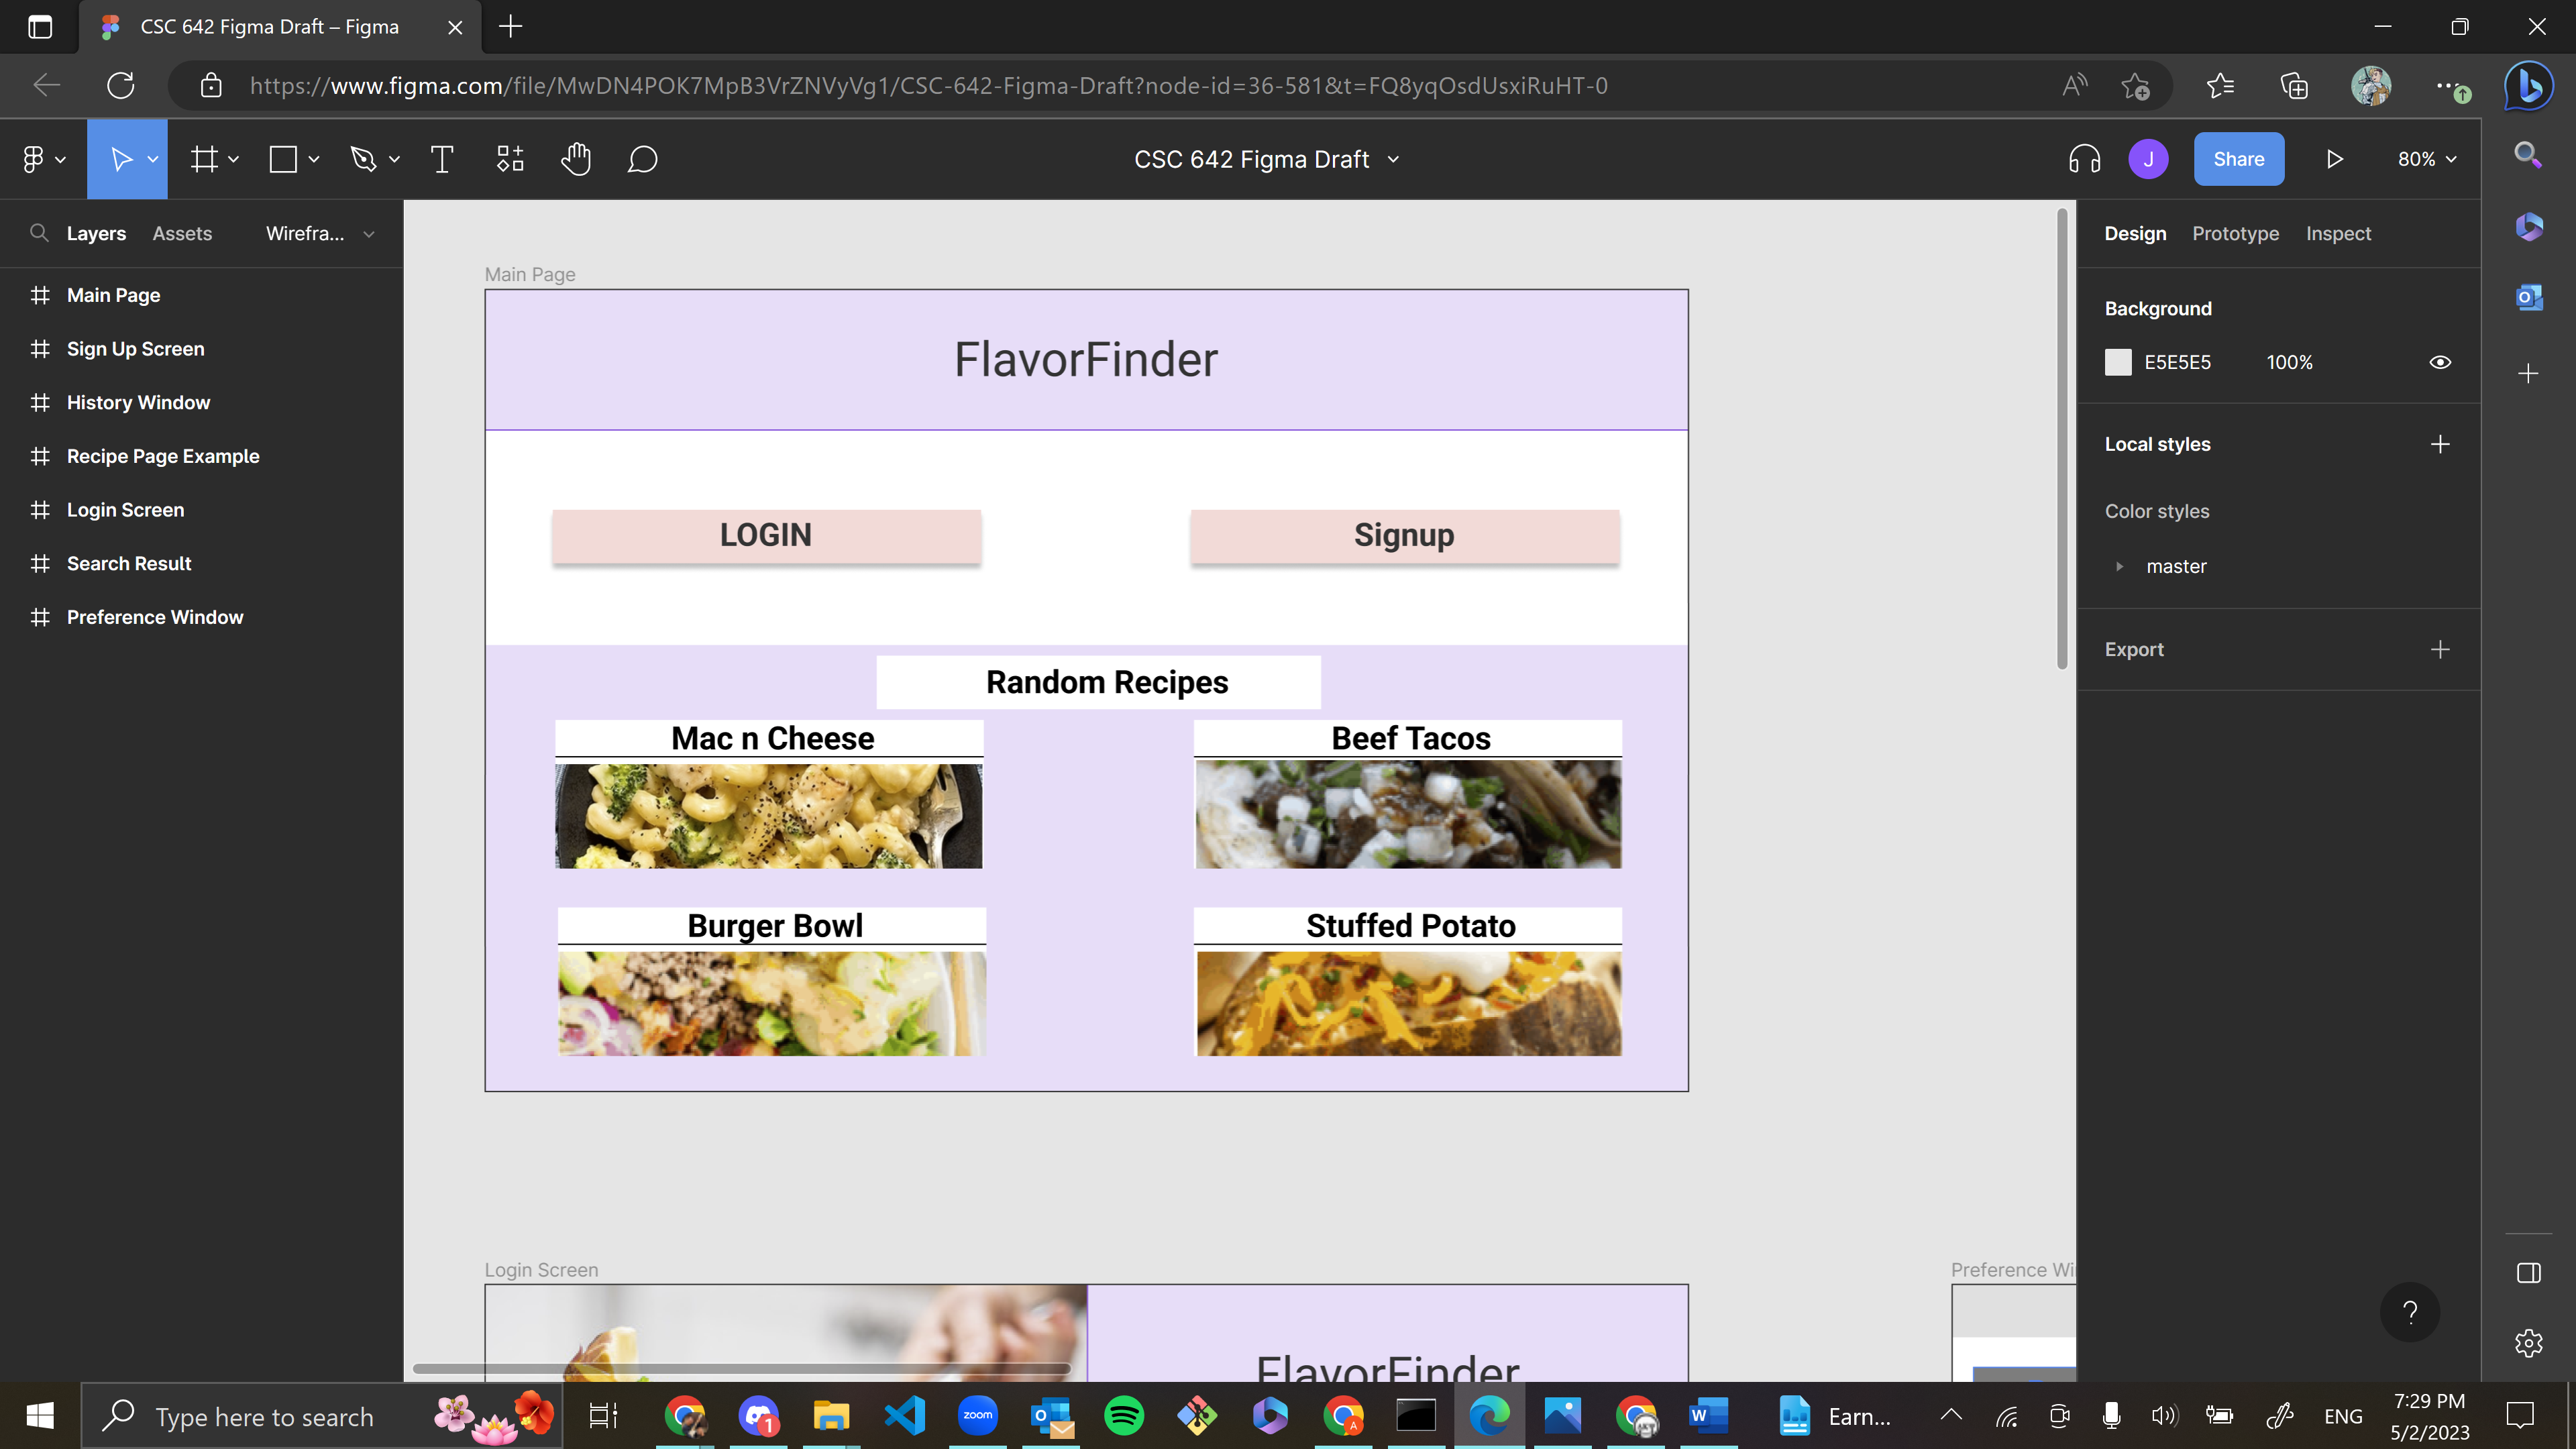 CSC 642 Figma Draft – Figma
https://www.figma.com/file/MwDN4POK7MpB3VrZNVyVg1/CSC-642-Figma-Draft?node-id=36-581&t=FQ8yqOsdUsxiRuHT-0
CSC 642 Figma Draft
J
Share
80%
Layers
Assets
Wirefra...
Main Page
Sign Up Screen
History Window
Recipe Page Example
Login Screen
Search Result
Preference Window
Main Page
FlavorFinder
LOGIN
Signup
Random Recipes
Mac n Cheese
Beef Tacos
Burger Bowl
Stuffed Potato
Login Screen
FlavorFinder
Preference Wi
Design
Prototype
Inspect
Background
E5E5E5
100%
Local styles
Color styles
master
Export
?
Type here to search
1
zoom
Earn...
ENG
7:29 PM
5/2/2023